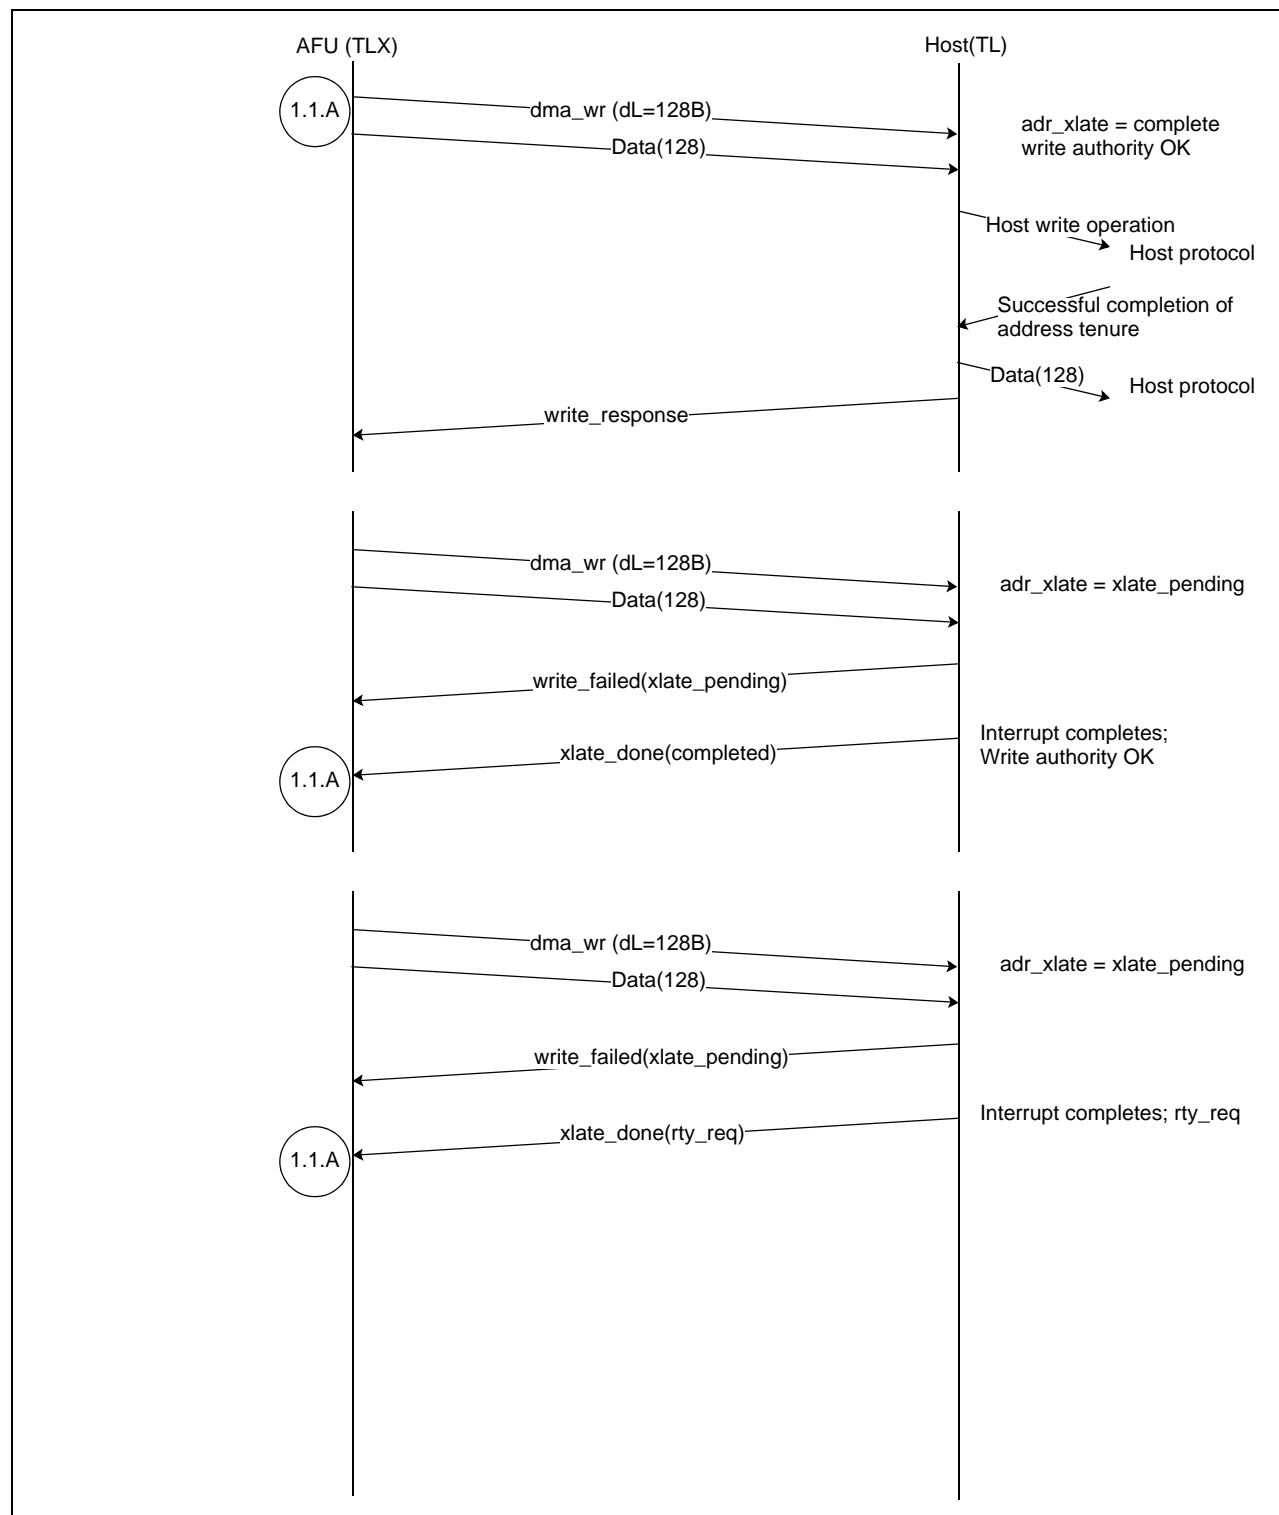 AFU (TLX)
Host(TL)
1.1.A
dma_wr (dL=128B)
adr_xlate = complete
write authority OK
Data(128)
Host write operation
Host protocol
Successful completion of
address tenure
Data(128)
Host protocol
write_response
dma_wr (dL=128B)
adr_xlate = xlate_pending
Data(128)
write_failed(xlate_pending)
Interrupt completes;
Write authority OK
xlate_done(completed)
1.1.A
dma_wr (dL=128B)
adr_xlate = xlate_pending
Data(128)
write_failed(xlate_pending)
Interrupt completes; rty_req
xlate_done(rty_req)
1.1.A